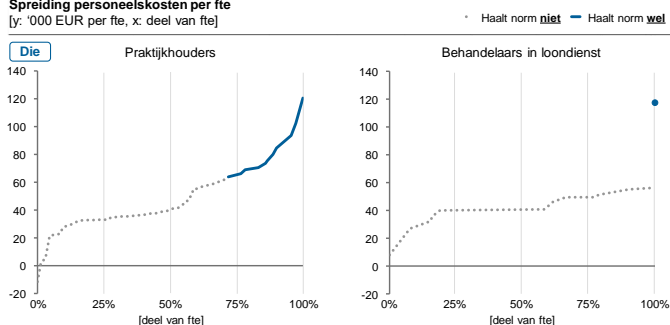 Spreiding personeelskosten per fte
[y: '000 EUR per fte, x: deel van fte]
Haalt norm niet Haalt norm wel
Die
Praktijkhouders
Behandelaars in loondienst
140
120
100
80
60
40
20
0
-20
0% 25% 50% 75% 100%
[deel van fte]
140
120
100
80
60
40
20
0
-20
0% 25% 50% 75% 100%
[deel van fte]